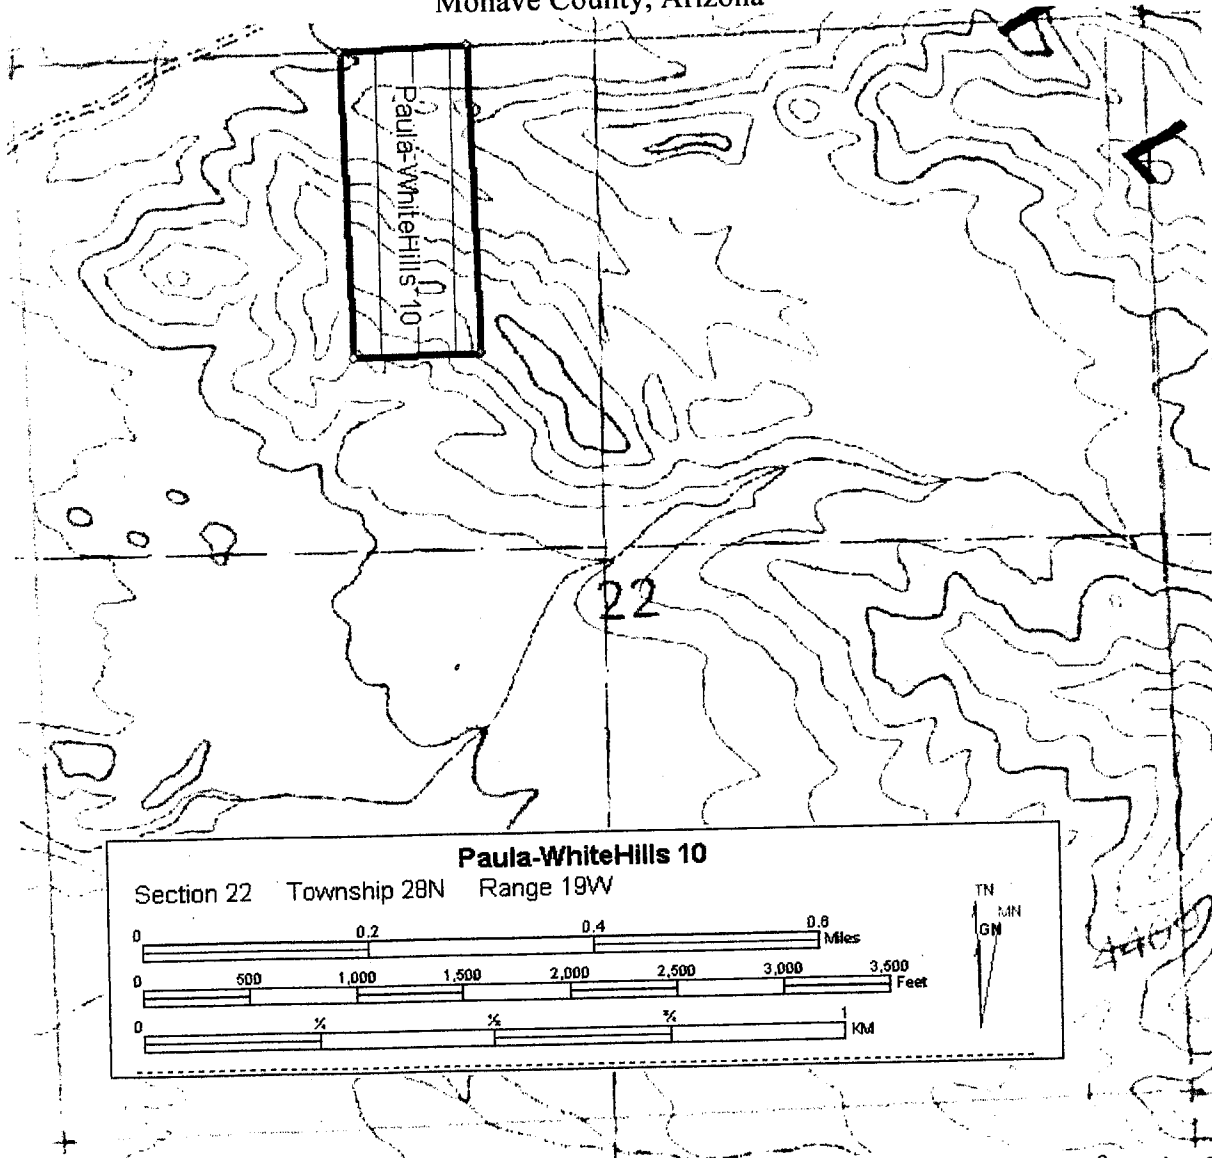 Mohave County, Arizona
Paula-WhiteHills 10
22
Paula-WhiteHills 10
Section 22 Township 28N Range 19W
TN
MN
GN
0 0.2 0.4 0.6 Miles
0 500 1,000 1,500 2,000 2,500 3,000 3,500 Feet
0 ¼ ½ ¾ 1 KM